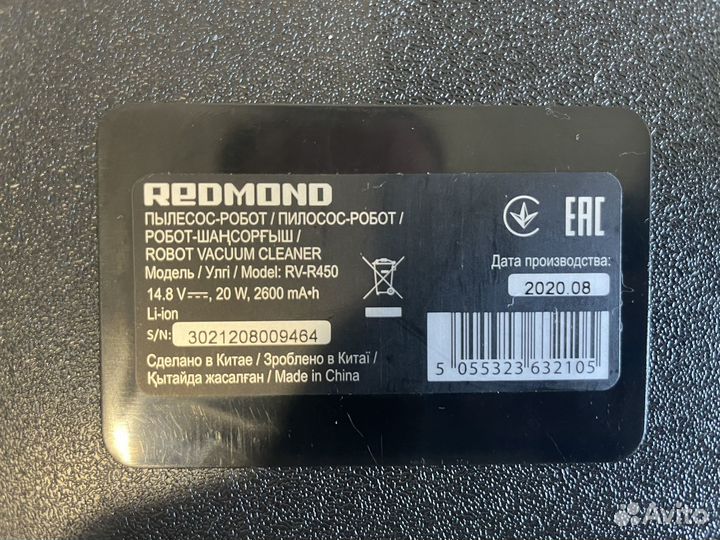 REDMOND
ПЫЛЕСОС-РОБОТ / ПИЛОСОС-РОБОТ /
РОБОТ-ШАҢСОРҒЫШ /
ROBOT VACUUM CLEANER
Модель / Улгі / Model: RV-R450
14.8 V⎓, 20 W, 2600 mA•h
Li-ion
S/N: 3021208009464
Сделано в Китае / Зроблено в Китаї /
Қытайда жасалған / Made in China
EAC
Дата производства:
2020.08
5 055323 632105
Avito